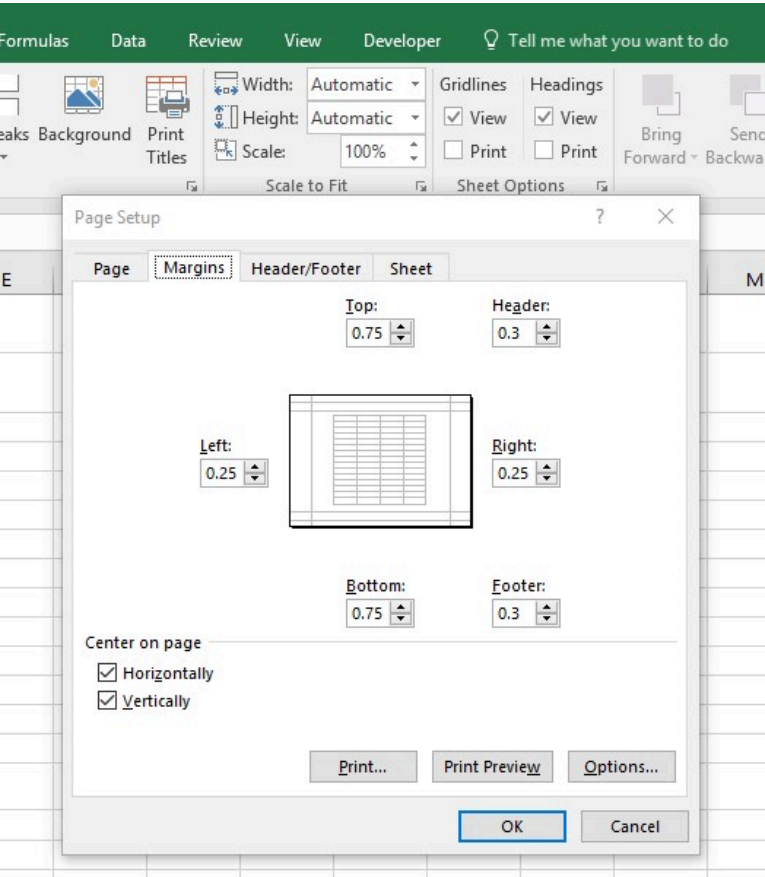 Formulas Data Review View Developer Tell me what you want to do
Width: Automatic Gridlines Headings
Height: Automatic View View
Background Print Titles Scale: 100% Print Print Bring Forward Send
Scale to Fit Sheet Options
Page Setup ?
E M
Page Margins Header/Footer Sheet
Top: Header:
0.75 0.3
Left: Right:
0.25 0.25
Bottom: Footer:
0.75 0.3
Center on page
Horizontally
Vertically
Print... Print Preview Options...
OK Cancel